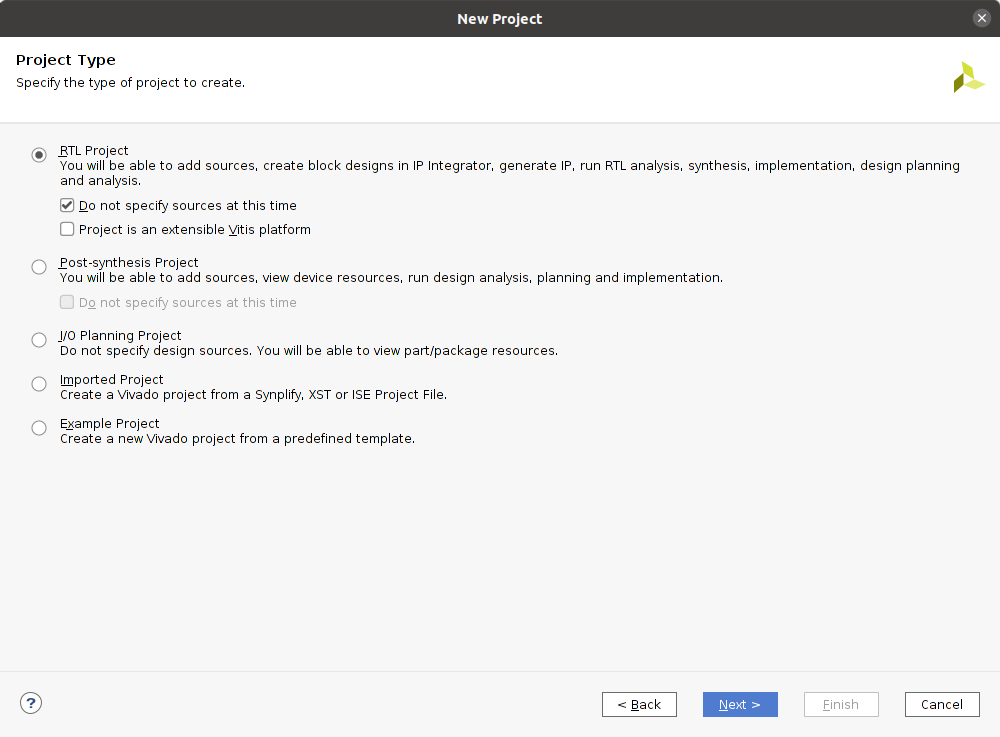 New Project
Project Type
Specify the type of project to create.
RTL Project
You will be able to add sources, create block designs in IP Integrator, generate IP, run RTL analysis, synthesis, implementation, design planning
and analysis.
Do not specify sources at this time
Project is an extensible Vitis platform
Post-synthesis Project
You will be able to add sources, view device resources, run design analysis, planning and implementation.
Do not specify sources at this time
I/O Planning Project
Do not specify design sources. You will be able to view part/package resources.
Imported Project
Create a Vivado project from a Synplify, XST or ISE Project File.
Example Project
Create a new Vivado project from a predefined template.
? < Back Next > Finish Cancel